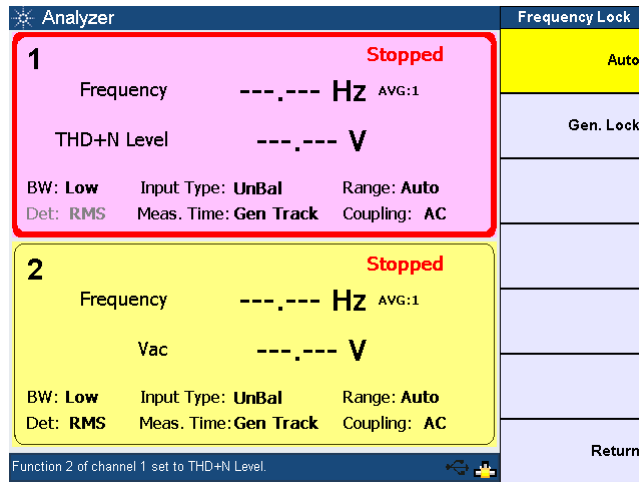 Analyzer
Frequency Lock
1
Stopped
Frequency ---.--- Hz AVG:1
THD+N Level ---.--- V
BW: Low Input Type: UnBal Range: Auto
Det: RMS Meas. Time: Gen Track Coupling: AC
2
Stopped
Frequency ---.--- Hz AVG:1
Vac ---.--- V
BW: Low Input Type: UnBal Range: Auto
Det: RMS Meas. Time: Gen Track Coupling: AC
Function 2 of channel 1 set to THD+N Level.
Auto
Gen. Lock
Return